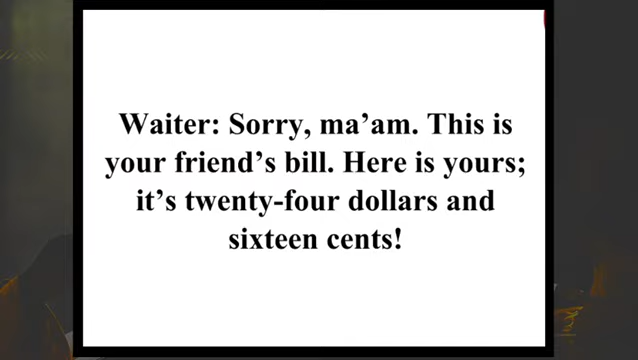 Waiter: Sorry, ma’am. This is
your friend’s bill. Here is yours;
it’s twenty-four dollars and
sixteen cents!